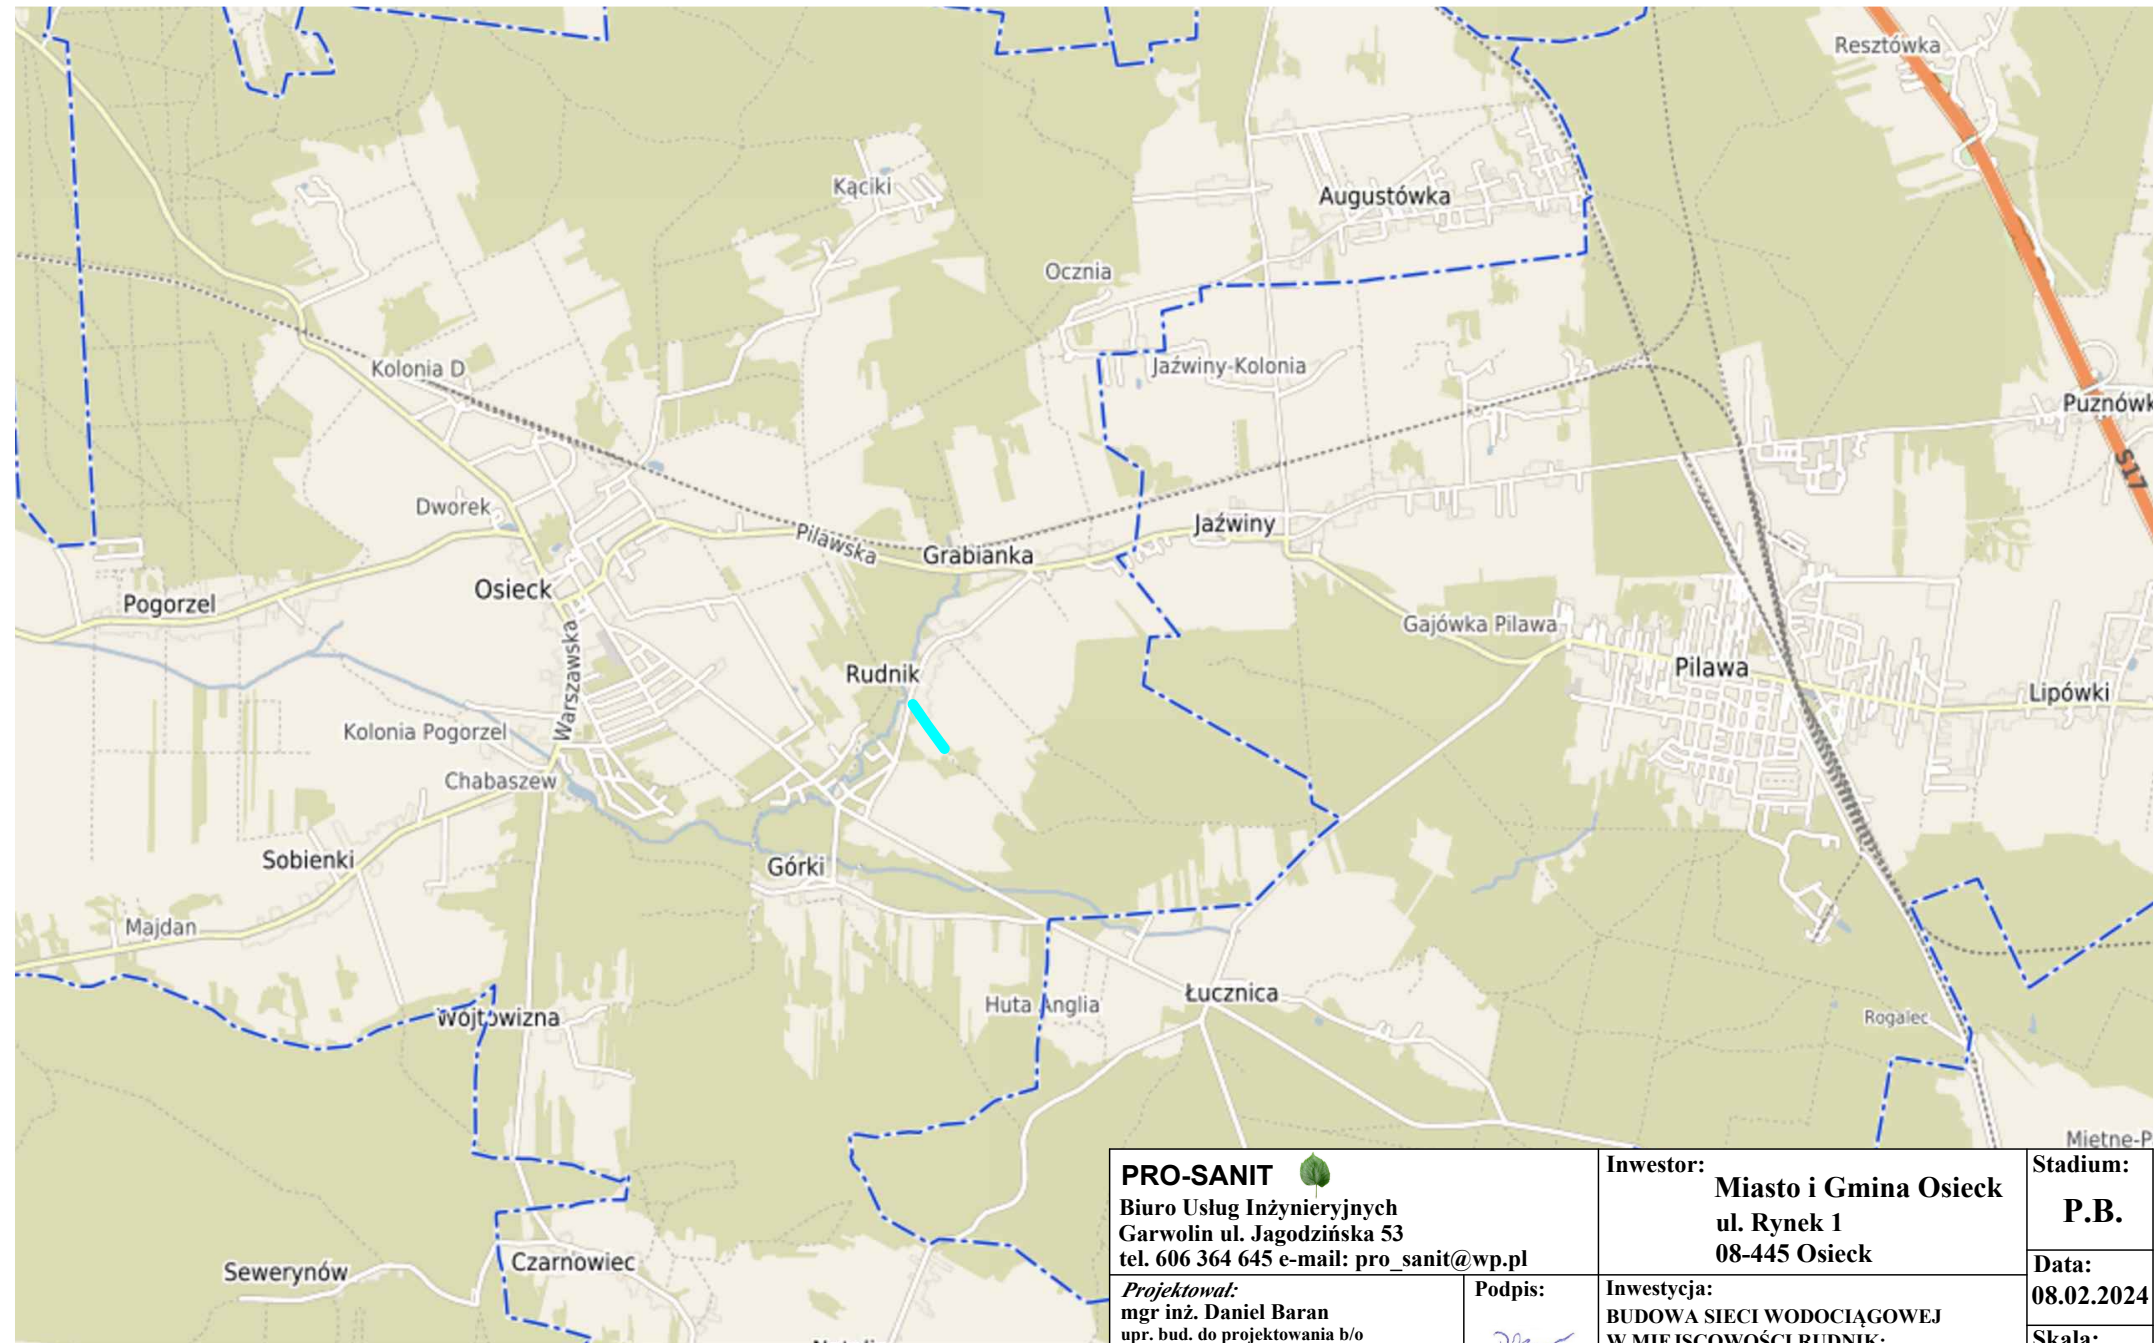 Resztówka
Kąciki
Augustówka
Ocznia
Kolonia D
Jaźwiny-Kolonia
Puznówk
S17
Dworek
Pilawska
Jaźwiny
Grabianka
Osieck
Pogorzel
Gajówka Pilawa
Warszawska
Rudnik
Pilawa
Lipówki
Kolonia Pogorzel
Chabaszew
Sobienki
Górki
Majdan
Łucznica
Huta Anglia
Wójtowizna
Rogalec
Mietne-P
Sewerynów
Czarnowiec
PRO-SANIT
Biuro Usług Inżynieryjnych
Garwolin ul. Jagodzińska 53
tel. 606 364 645 e-mail: pro_sanit@wp.pl
Inwestor:
Miasto i Gmina Osieck
ul. Rynek 1
08-445 Osieck
Stadium:
P.B.
Data:
08.02.2024
Projektował:
mgr inż. Daniel Baran
upr. bud. do projektowania b/o
Podpis:
Inwestycja:
BUDOWA SIECI WODOCIĄGOWEJ
W MIEJSCOWOŚCI RUDNIK;
Skala: